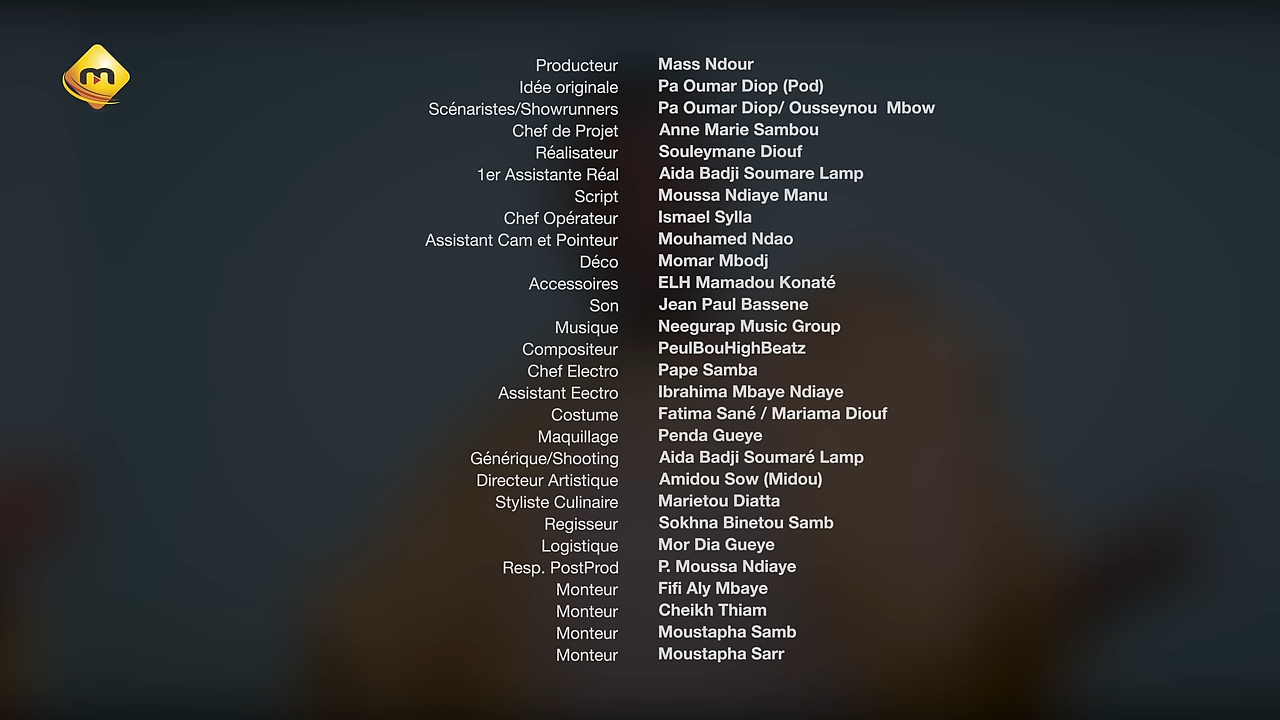 m
Producteur Mass Ndour
Idée originale Pa Oumar Diop (Pod)
Scénaristes/Showrunners Pa Oumar Diop/ Ousseynou Mbow
Chef de Projet Anne Marie Sambou
Réalisateur Souleymane Diouf
1er Assistante Réal Aida Badji Soumare Lamp
Script Moussa Ndiaye Manu
Chef Opérateur Ismael Sylla
Assistant Cam et Pointeur Mouhamed Ndao
Déco Momar Mbodj
Accessoires ELH Mamadou Konaté
Son Jean Paul Bassene
Musique Neegurap Music Group
Compositeur PeulBouHighBeatz
Chef Electro Pape Samba
Assistant Eectro Ibrahima Mbaye Ndiaye
Costume Fatima Sané / Mariama Diouf
Maquillage Penda Gueye
Générique/Shooting Aida Badji Soumaré Lamp
Directeur Artistique Amidou Sow (Midou)
Styliste Culinaire Marietou Diatta
Regisseur Sokhna Binetou Samb
Logistique Mor Dia Gueye
Resp. PostProd P. Moussa Ndiaye
Monteur Fifi Aly Mbaye
Monteur Cheikh Thiam
Monteur Moustapha Samb
Monteur Moustapha Sarr